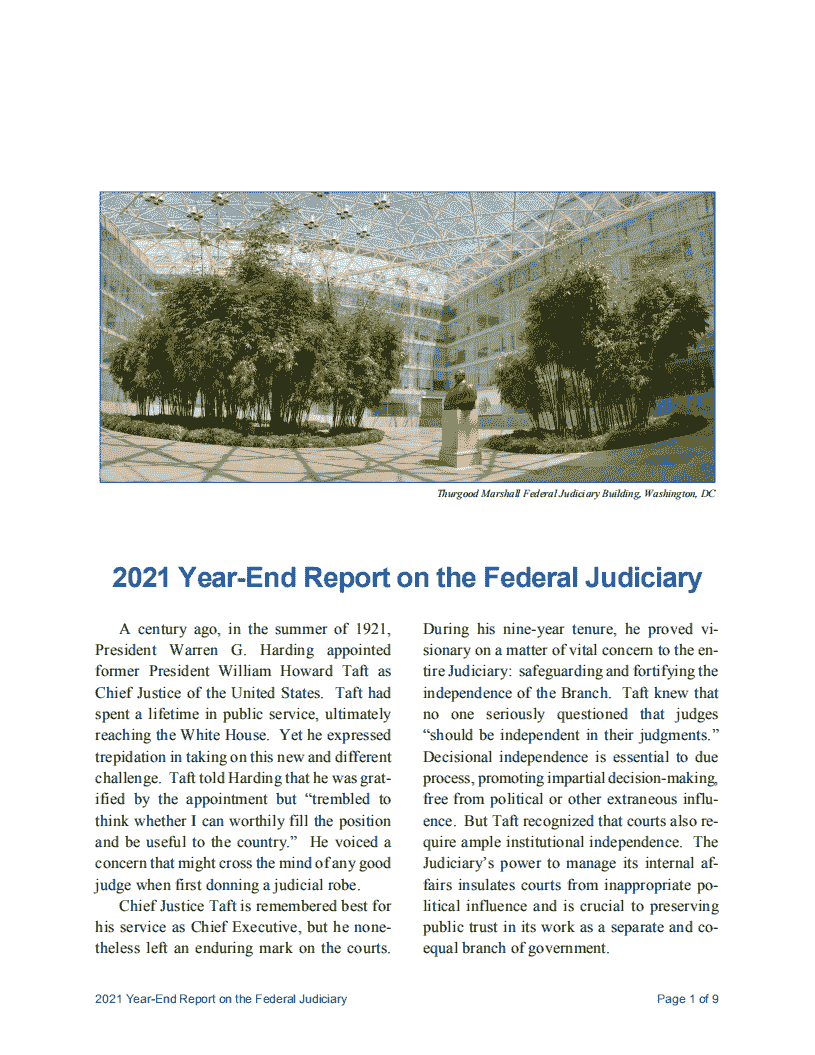 Thurgood Marshall Federal Judiciary Building, Washington, DC
2021 Year-End Report on the Federal Judiciary
A century ago, in the summer of 1921,
President Warren G. Harding appointed
former President William Howard Taft as
Chief Justice of the United States. Taft had
spent a lifetime in public service, ultimately
reaching the White House. Yet he expressed
trepidation in taking on this new and different
challenge. Taft told Harding that he was grat-
ified by the appointment but “trembled to
think whether I can worthily fill the position
and be useful to the country.” He voiced a
concern that might cross the mind of any good
judge when first donning a judicial robe.
Chief Justice Taft is remembered best for
his service as Chief Executive, but he none-
theless left an enduring mark on the courts.
During his nine-year tenure, he proved vi-
sionary on a matter of vital concern to the en-
tire Judiciary: safeguarding and fortifying the
independence of the Branch. Taft knew that
no one seriously questioned that judges
“should be independent in their judgments.”
Decisional independence is essential to due
process, promoting impartial decision-making,
free from political or other extraneous influ-
ence. But Taft recognized that courts also re-
quire ample institutional independence. The
Judiciary’s power to manage its internal af-
fairs insulates courts from inappropriate po-
litical influence and is crucial to preserving
public trust in its work as a separate and co-
equal branch of government.
2021 Year-End Report on the Federal Judiciary
Page 1 of 9